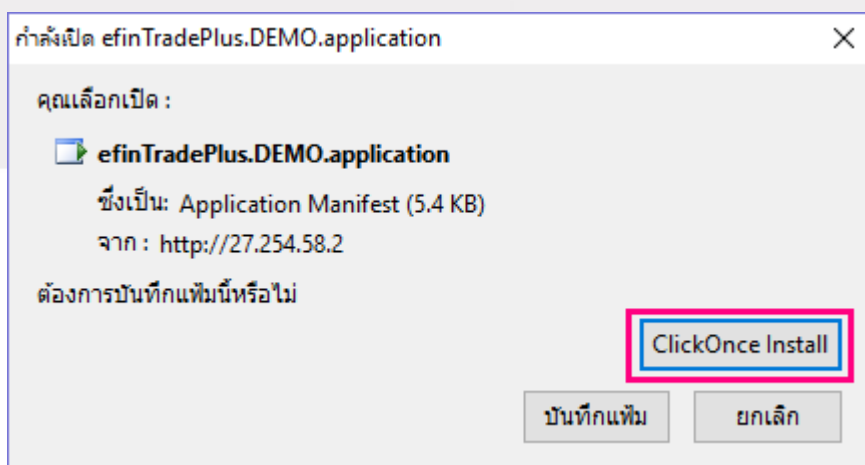 กำลังเปิด efinTradePlus.DEMO.application
คุณเลือกเปิด :
efinTradePlus.DEMO.application
ซึ่งเป็น: Application Manifest (5.4 KB)
จาก : http://27.254.58.2
ต้องการบันทึกแฟ้มนี้หรือไม่
ClickOnce Install
บันทึกแฟ้ม ยกเลิก